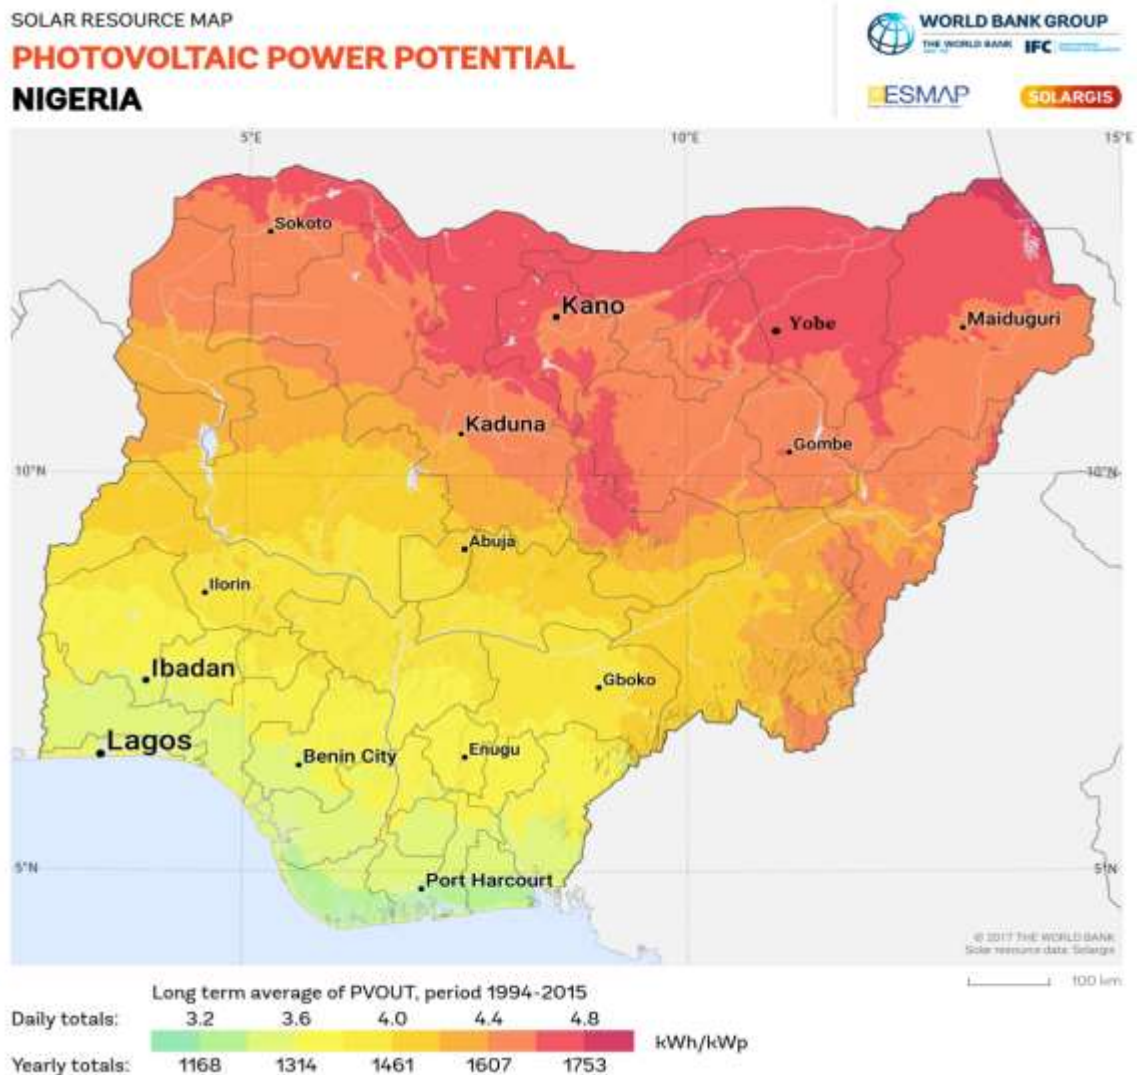 SOLAR RESOURCE MAP
PHOTOVOLTAIC POWER POTENTIAL
NIGERIA
WORLD BANK GROUP
THE WORLD BANK IFC
ESMAP SOLARGIS
5°E 10°E 15°E
Sokoto
Kano
Yobe
Maiduguri
Kaduna
Gombe
10°N 10°N
Abuja
Ilorin
Ibadan
Gboko
Lagos
Benin City
Enugu
5°N 5°N
Port Harcourt
© 2017 THE WORLD BANK
Solar resource data: Solargis
100 km
Long term average of PVOUT, period 1994-2015
Daily totals: 3.2 3.6 4.0 4.4 4.8
kWh/kWp
Yearly totals: 1168 1314 1461 1607 1753